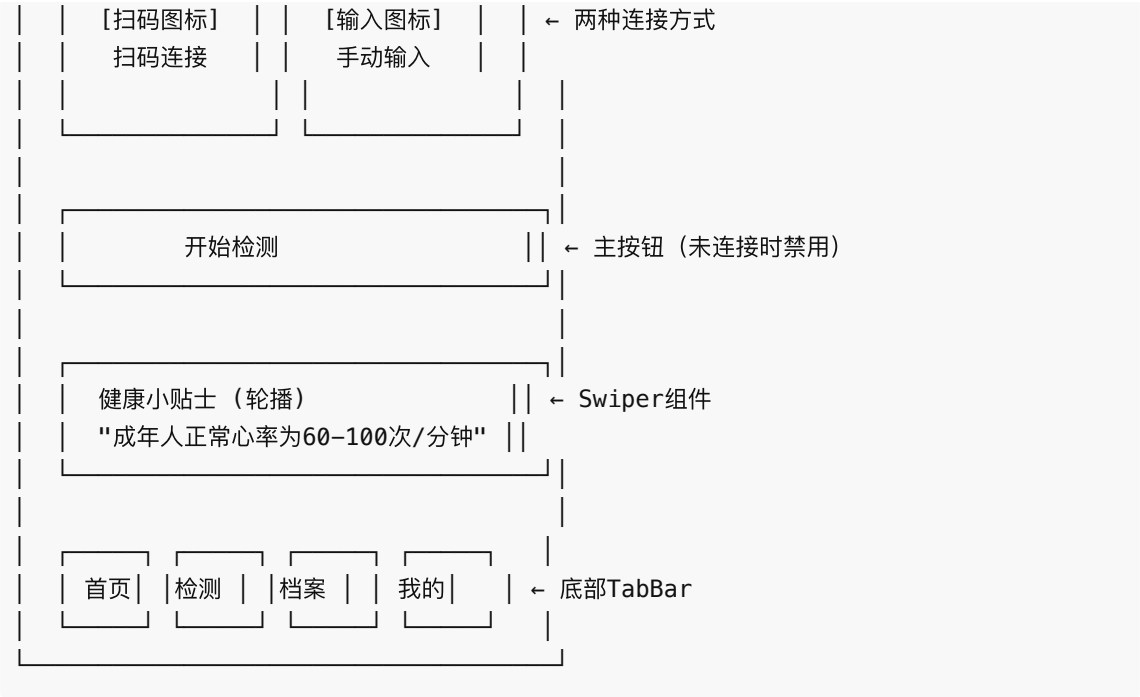 [扫码图标] [输入图标] ← 两种连接方式
扫码连接 手动输入
开始检测 ← 主按钮（未连接时禁用）
健康小贴士 (轮播) ← Swiper组件
"成年人正常心率为60-100次/分钟"
首页 检测 档案 我的 ← 底部TabBar